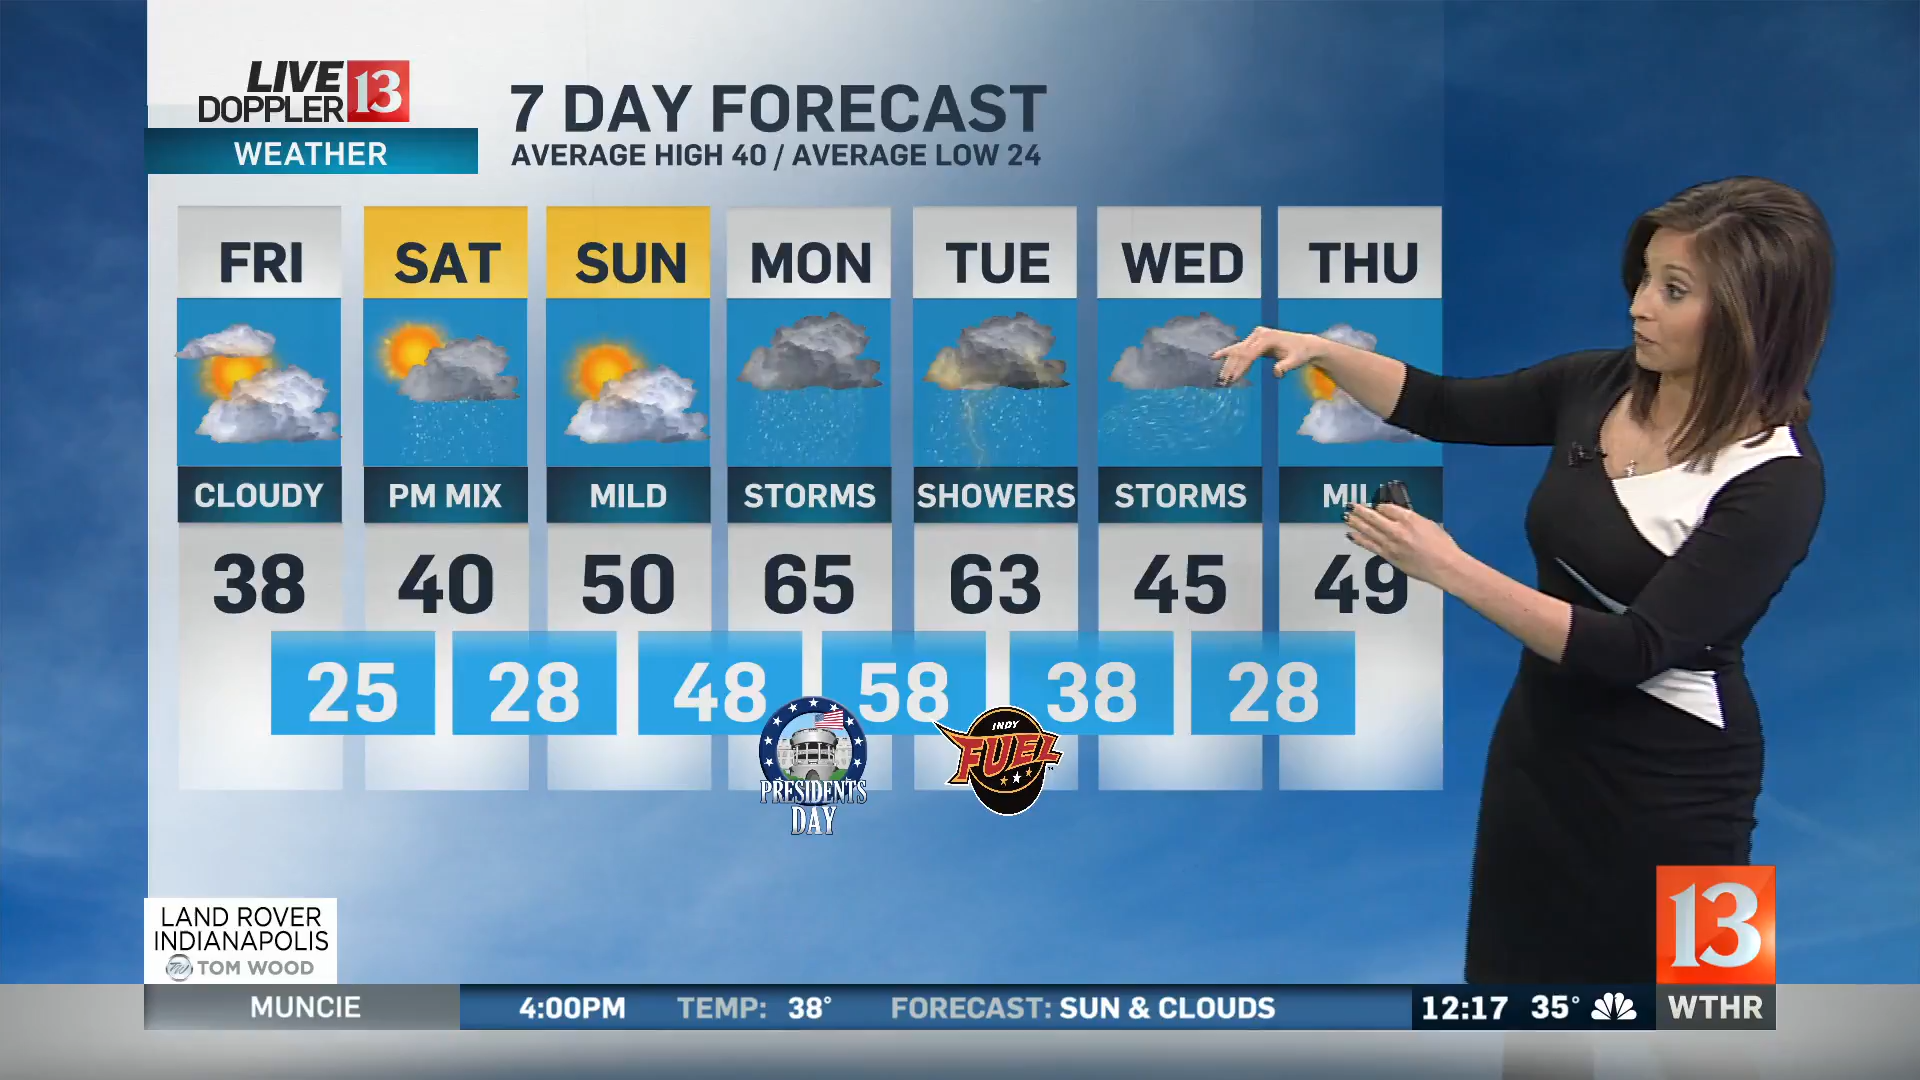 LIVE
DOPPLER 13
WEATHER
7 DAY FORECAST
AVERAGE HIGH 40 / AVERAGE LOW 24
FRI SAT SUN MON TUE WED THU
CLOUDY PM MIX MILD STORMS SHOWERS STORMS
38 40 50 65 63 45 49
25 28 48 58 38 28
PRESIDENTS
DAY
INDY
FUEL
LAND ROVER
INDIANAPOLIS
TOM WOOD
MUNCIE 4:00PM TEMP: 38° FORECAST: SUN & CLOUDS 12:17 35°
13
WTHR